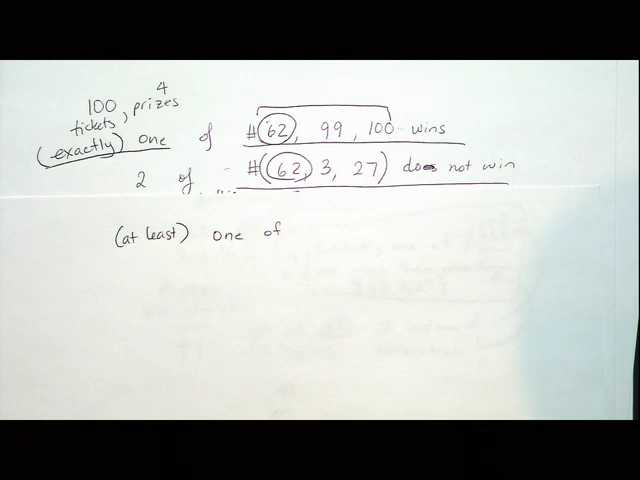 4
100 , prizes
tickets
(exactly) one of #62, 99, 100 wins
2 of .... #(62, 3, 27) does not win
(at least) one of